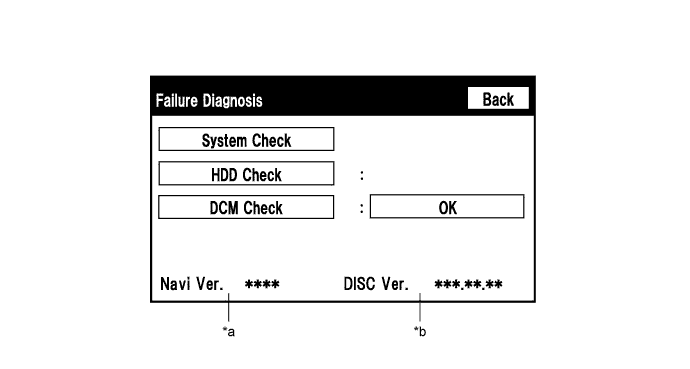 Failure Diagnosis Back
System Check
HDD Check :
DCM Check : OK
Navi Ver. **** DISC Ver. ***.**.**
*a *b